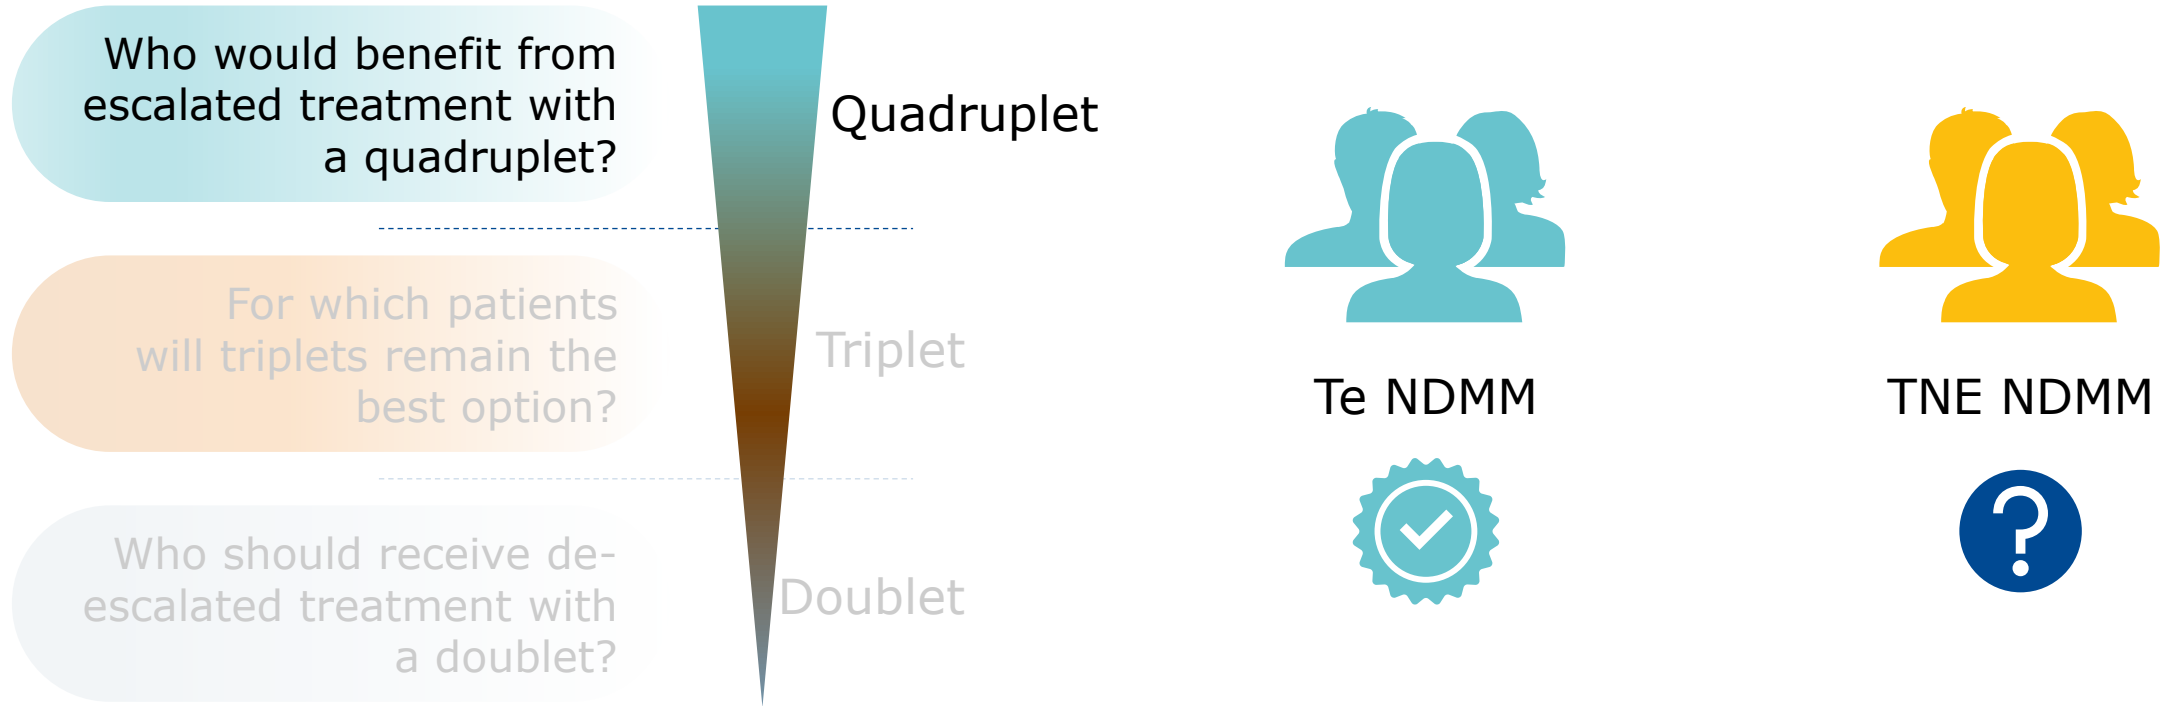 Who would benefit from
escalated treatment with
a quadruplet?
Quadruplet
For which patients
will triplets remain the
best option?
Triplet
Who should receive de-
escalated treatment with
a doublet?
Doublet
Te NDMM
TNE NDMM
?